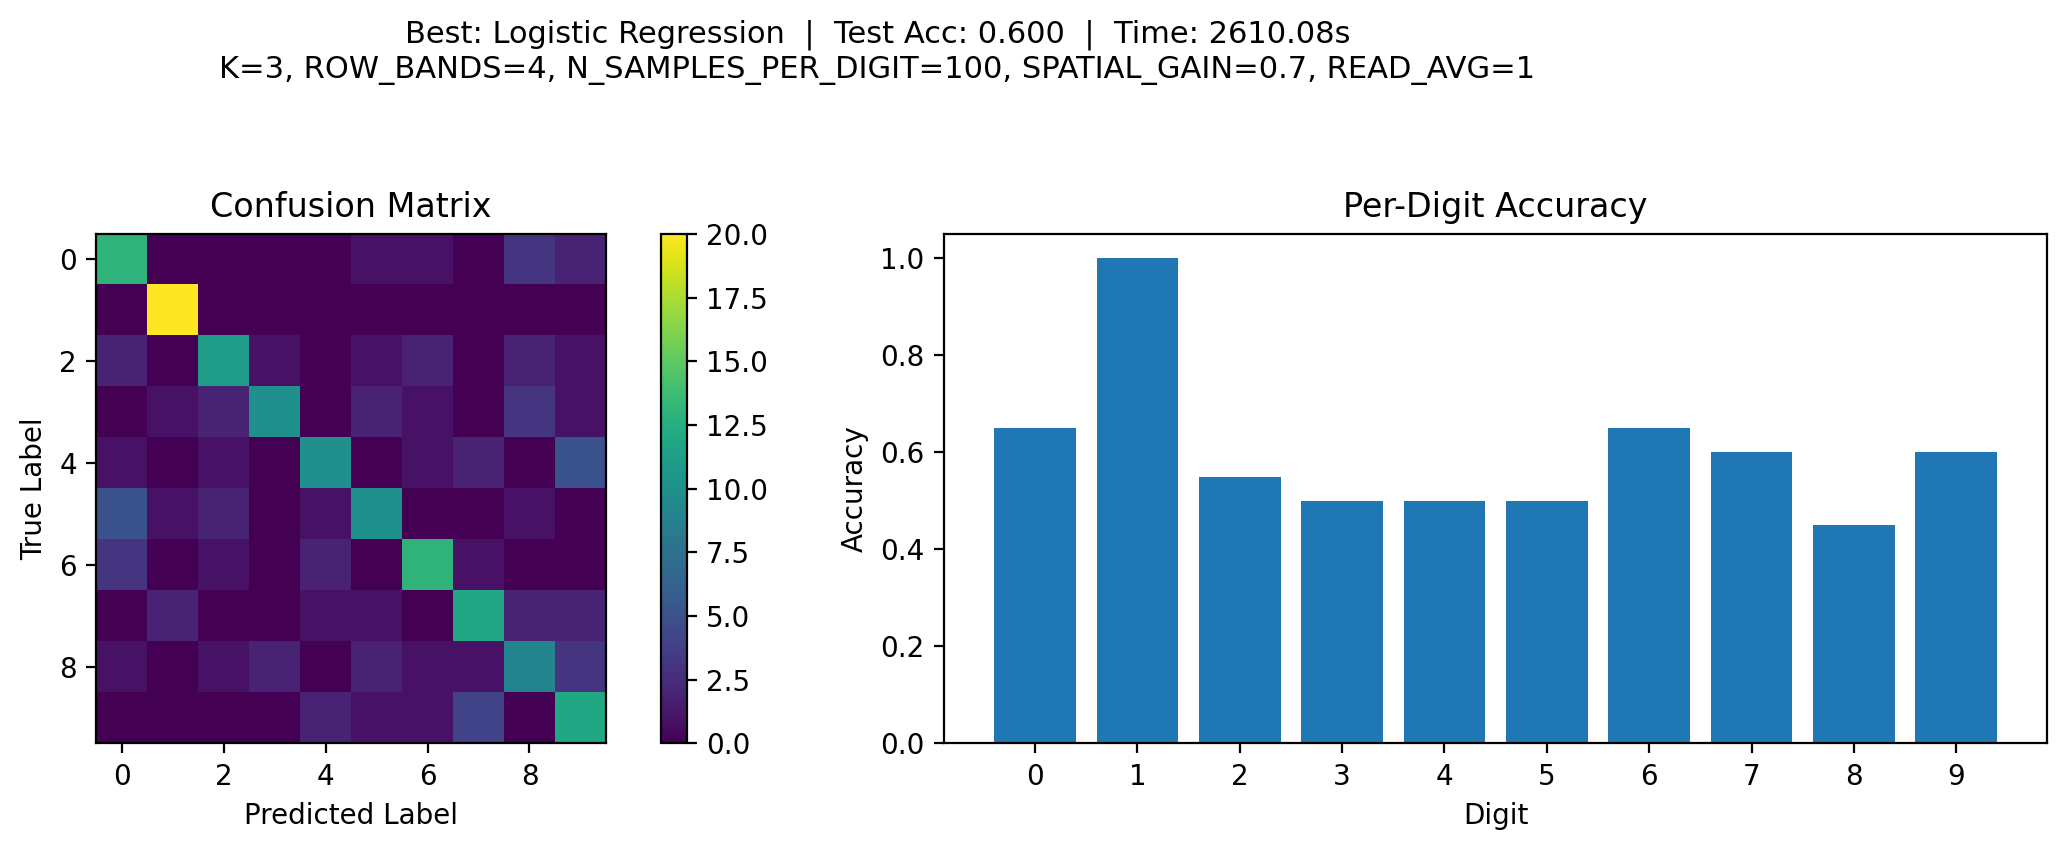 Best: Logistic Regression | Test Acc: 0.600 | Time: 2610.08s
K=3, ROW_BANDS=4, N_SAMPLES_PER_DIGIT=100, SPATIAL_GAIN=0.7, READ_AVG=1
Confusion Matrix
True Label
0
2
4
6
8
0 2 4 6 8
Predicted Label
20.0
17.5
15.0
12.5
10.0
7.5
5.0
2.5
0.0
Per-Digit Accuracy
Accuracy
1.0
0.8
0.6
0.4
0.2
0.0
0 1 2 3 4 5 6 7 8 9
Digit